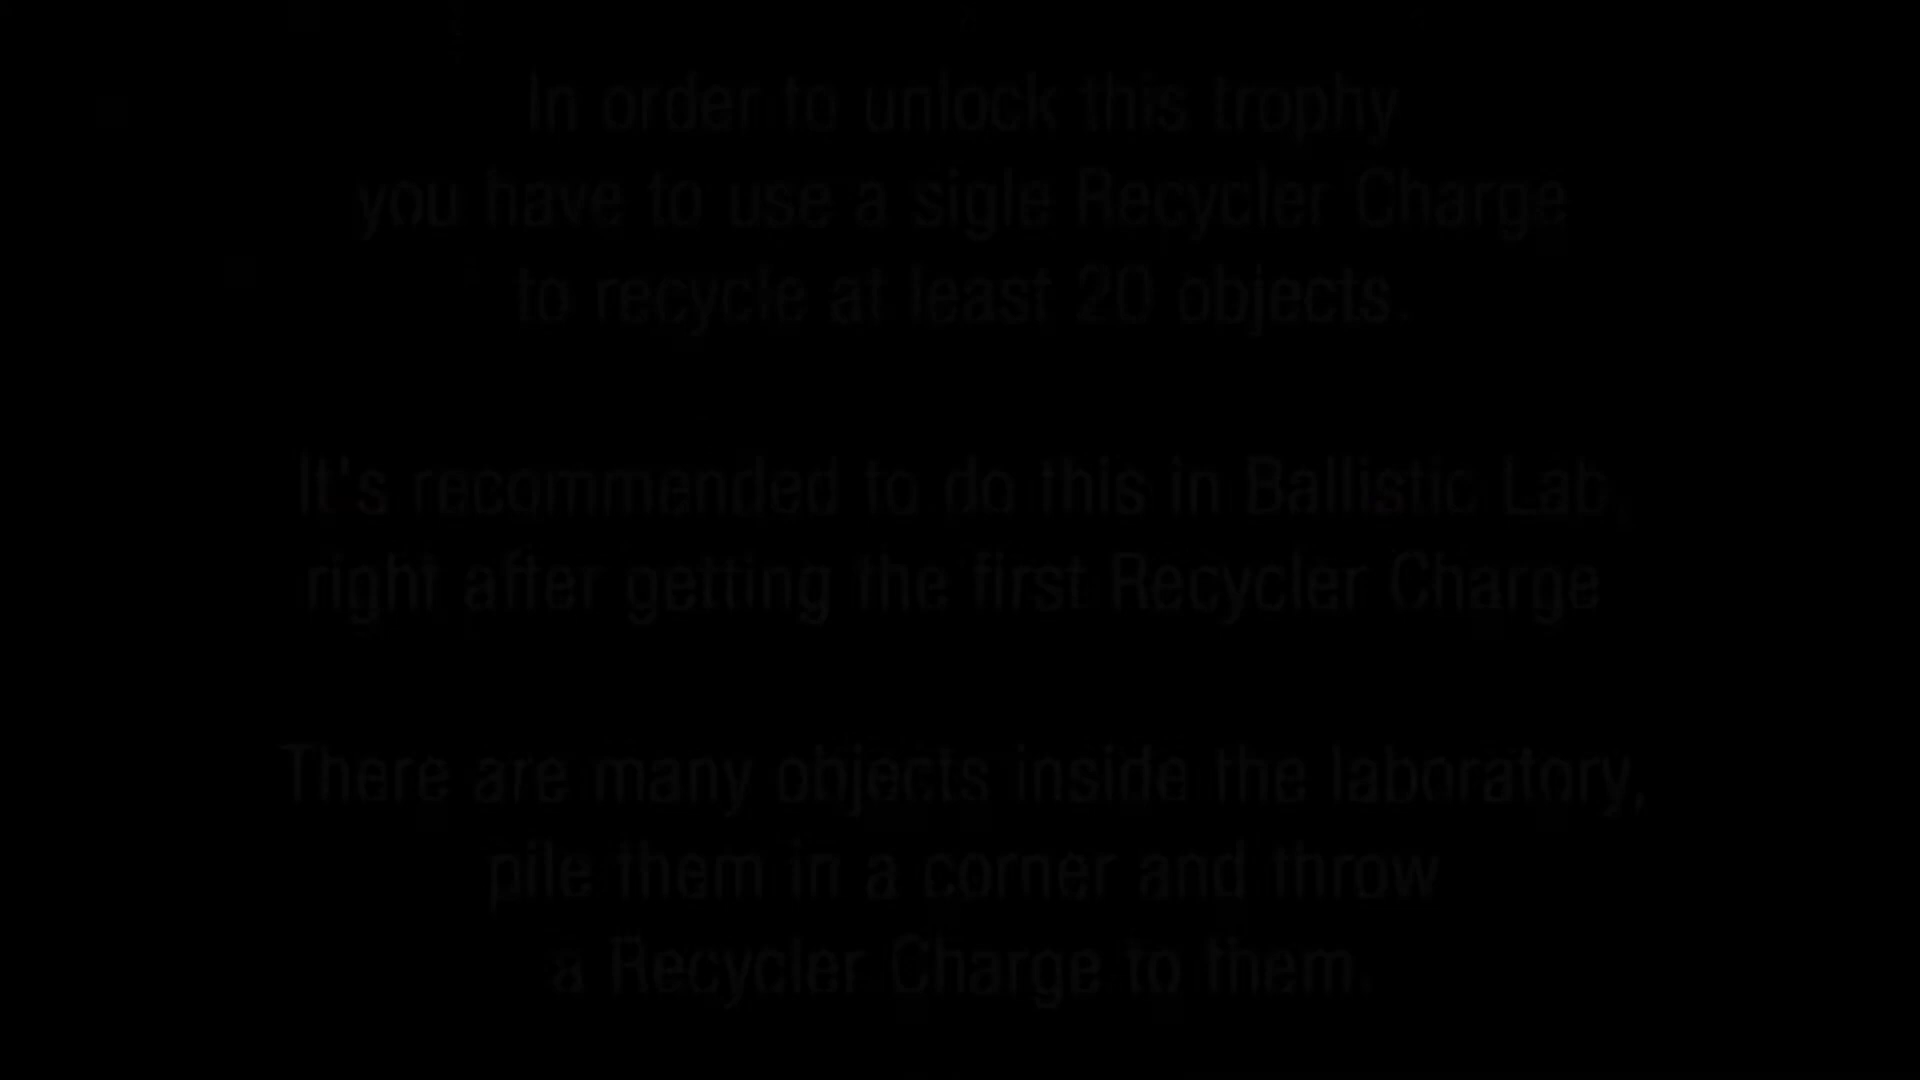 In order to unlock this trophy
you have to use a sigle Recycler Charge
to recycle at least 20 objects.
It's recommended to do this in Ballistic Lab,
right after getting the first Recycler Charge
There are many objects inside the laboratory,
pile them in a corner and throw
a Recycler Charge to them.